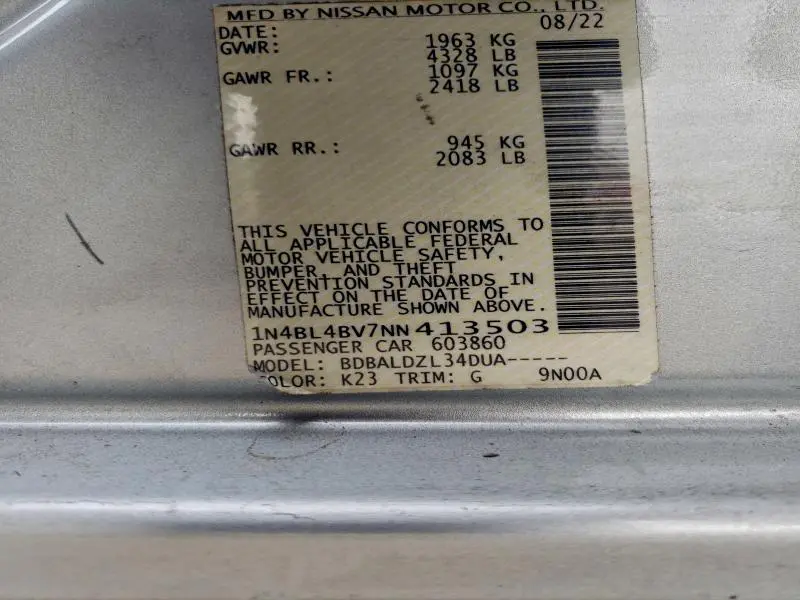 MFD BY NISSAN MOTOR CO., LTD.
DATE: 08/22
GVWR: 1963 KG
4328 LB
GAWR FR.: 1097 KG
2418 LB
GAWR RR.: 945 KG
2083 LB
THIS VEHICLE CONFORMS TO
ALL APPLICABLE FEDERAL
MOTOR VEHICLE SAFETY,
BUMPER, AND THEFT
PREVENTION STANDARDS IN
EFFECT ON THE DATE OF
MANUFACTURE SHOWN ABOVE.
1N4BL4BV7NN413503
PASSENGER CAR 603860
MODEL: BDBALDZL34DUA-----
COLOR: K23 TRIM: G 9N00A